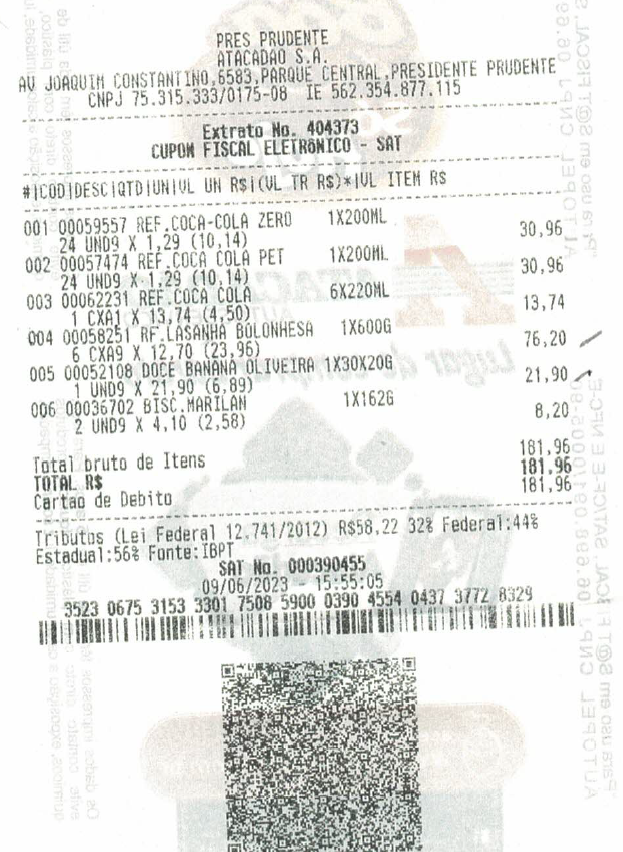 PRES PRUDENTE
ATACADAO S.A.
AV JOAQUIM CONSTANTINO,6583,PARQUE CENTRAL,PRESIDENTE PRUDENTE
CNPJ 75.315.333/0175-08 IE 562.354.877.115
Extrato No. 404373
CUPOM FISCAL ELETRÔNICO - SAT
#|COD|DESC|QTD|UN|VL UN R$|(VL TR R$)*|VL ITEM R$
001 00059557 REF.COCA-COLA ZERO 1X200ML 30,96
24 UND9 X 1,29 (10,14)
002 00057474 REF.COCA COLA PET 1X200ML 30,96
24 UND9 X 1,29 (10,14)
003 00062231 REF.COCA COLA 6X220ML 13,74
1 CXA1 X 13,74 (4,50)
004 00058251 RF.LASANHA BOLONHESA 1X600G 76,20
6 CXA9 X 12,70 (23,96)
005 00052108 DOCE BANANA OLIVEIRA 1X30X20G 21,90
1 UND9 X 21,90 (6,89)
006 00036702 BISC.MARILAN 1X162G 8,20
2 UND9 X 4,10 (2,58)
Total bruto de Itens 181,96
TOTAL R$ 181,96
Cartao de Debito 181,96
Tributos (Lei Federal 12.741/2012) R$58,22 32% Federal:44%
Estadual:56% Fonte:IBPT
SAT No. 000390455
09/06/2023 - 15:55:05
3523 0675 3153 3301 7508 5900 0390 4554 0437 3772 8329
Lugar de